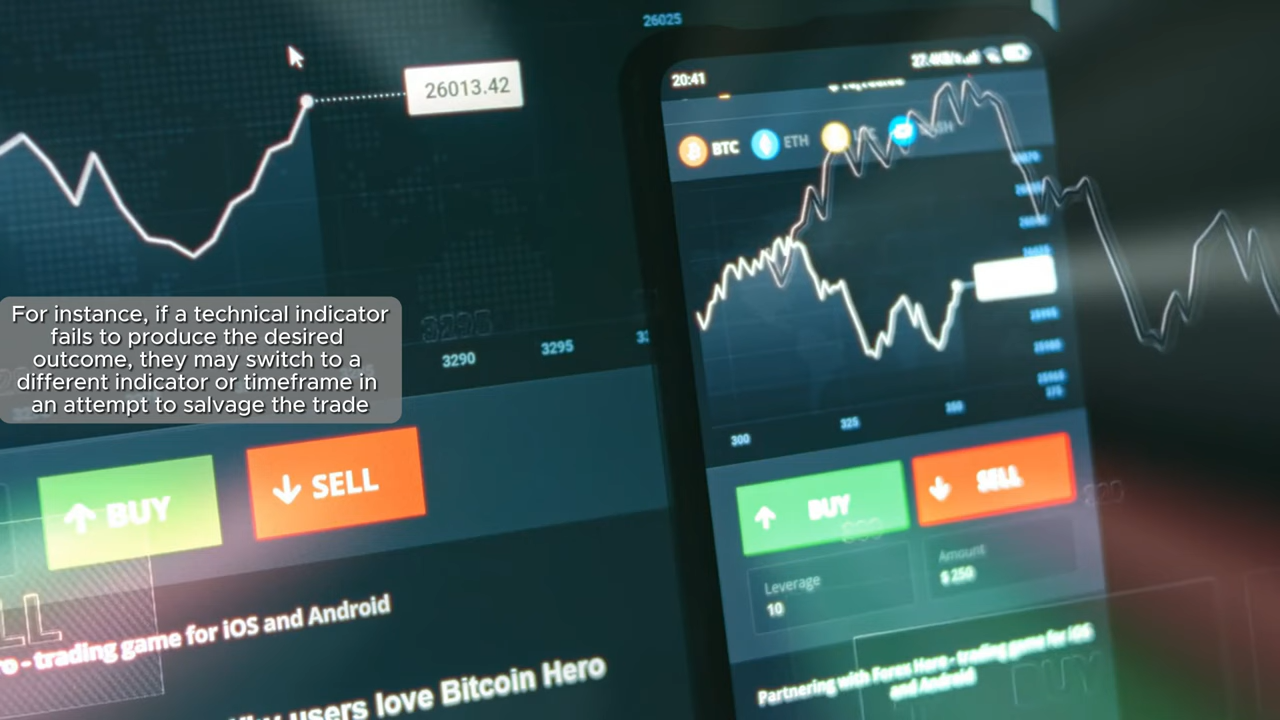 26025
26013.42
20:41
BTC
ETH
For instance, if a technical indicator
fails to produce the desired
outcome, they may switch to a
different indicator or timeframe in
an attempt to salvage the trade
3290
3295
300
325
350
BUY
SELL
BUY
SELL
Leverage
10
Amount
$ 250
- trading game for iOS and Android
users love Bitcoin Hero
Partnering with Forex Hero - trading game for iOS
and Android
BUY